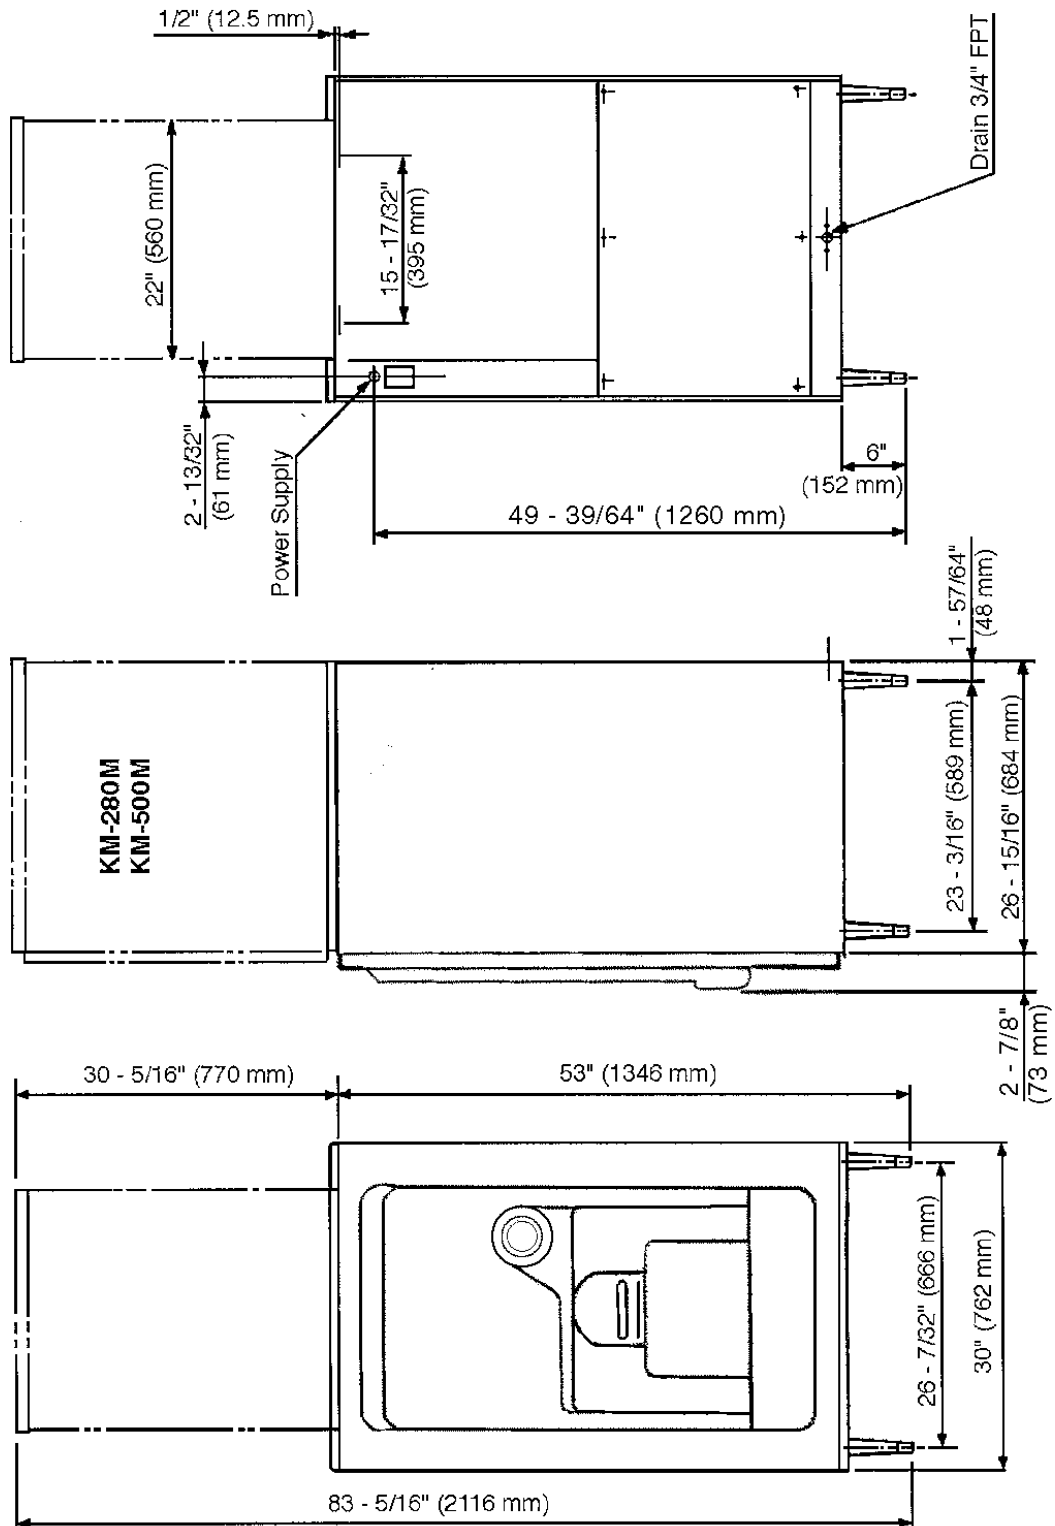 1/2" (12.5 mm)
Drain 3/4" FPT
22" (560 mm)
15 - 17/32"
(395 mm)
2 - 13/32"
(61 mm)
Power Supply
6"
(152 mm)
49 - 39/64" (1260 mm)
1 - 57/64"
(48 mm)
KM-280M
KM-500M
23 - 3/16" (589 mm)
26 - 15/16" (684 mm)
2 - 7/8"
(73 mm)
30 - 5/16" (770 mm)
53" (1346 mm)
26 - 7/32" (666 mm)
30" (762 mm)
83 - 5/16" (2116 mm)